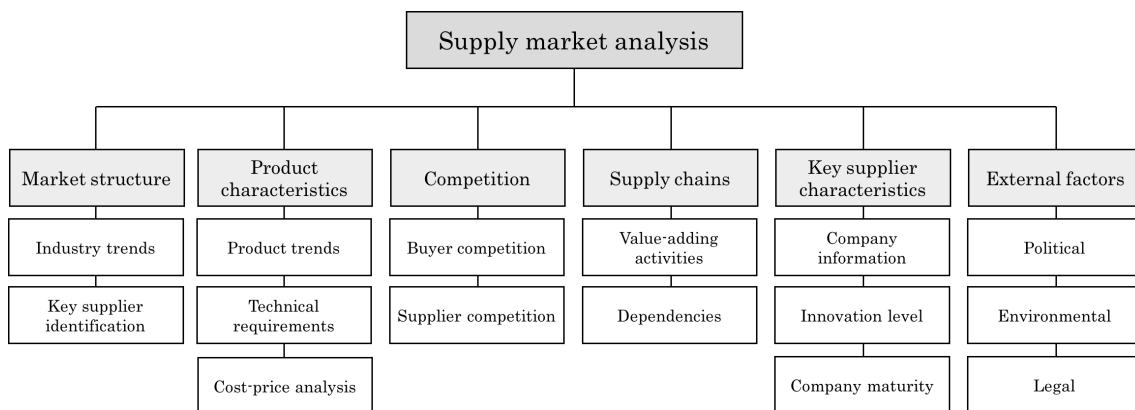 Supply market analysis
Market structure
Product
characteristics
Competition
Supply chains
Key supplier
characteristics
External factors
Industry trends
Product trends
Buyer competition
Value-adding
activities
Company
information
Political
Key supplier
identification
Technical
requirements
Supplier competition
Dependencies
Innovation level
Environmental
Cost-price analysis
Company maturity
Legal